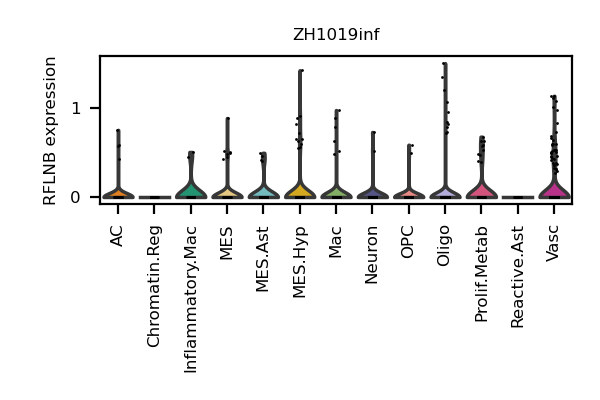 ZH1019inf
RFLNB expression
1
0
AC
Chromatin.Reg
Inflammatory.Mac
MES
MES.Ast
MES.Hyp
Mac
Neuron
OPC
Oligo
Prolif.Metab
Reactive.Ast
Vasc